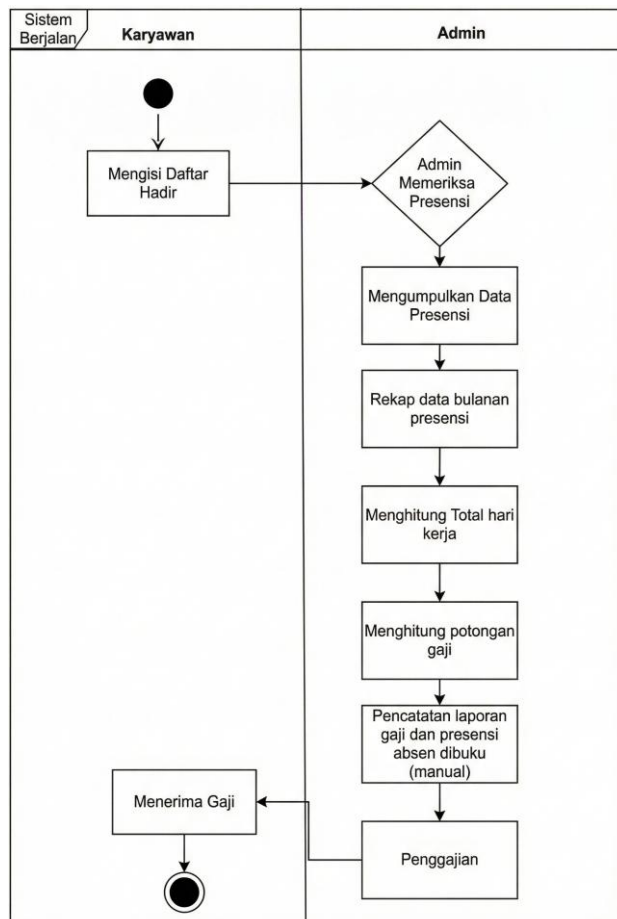 Sistem
Berjalan
Karyawan
Admin
Mengisi Daftar
Hadir
Admin
Memeriksa
Presensi
Mengumpulkan Data
Presensi
Rekap data bulanan
presensi
Menghitung Total hari
kerja
Menghitung potongan
gaji
Pencatatan laporan
gaji dan presensi
absen dibuku
(manual)
Menerima Gaji
Penggajian